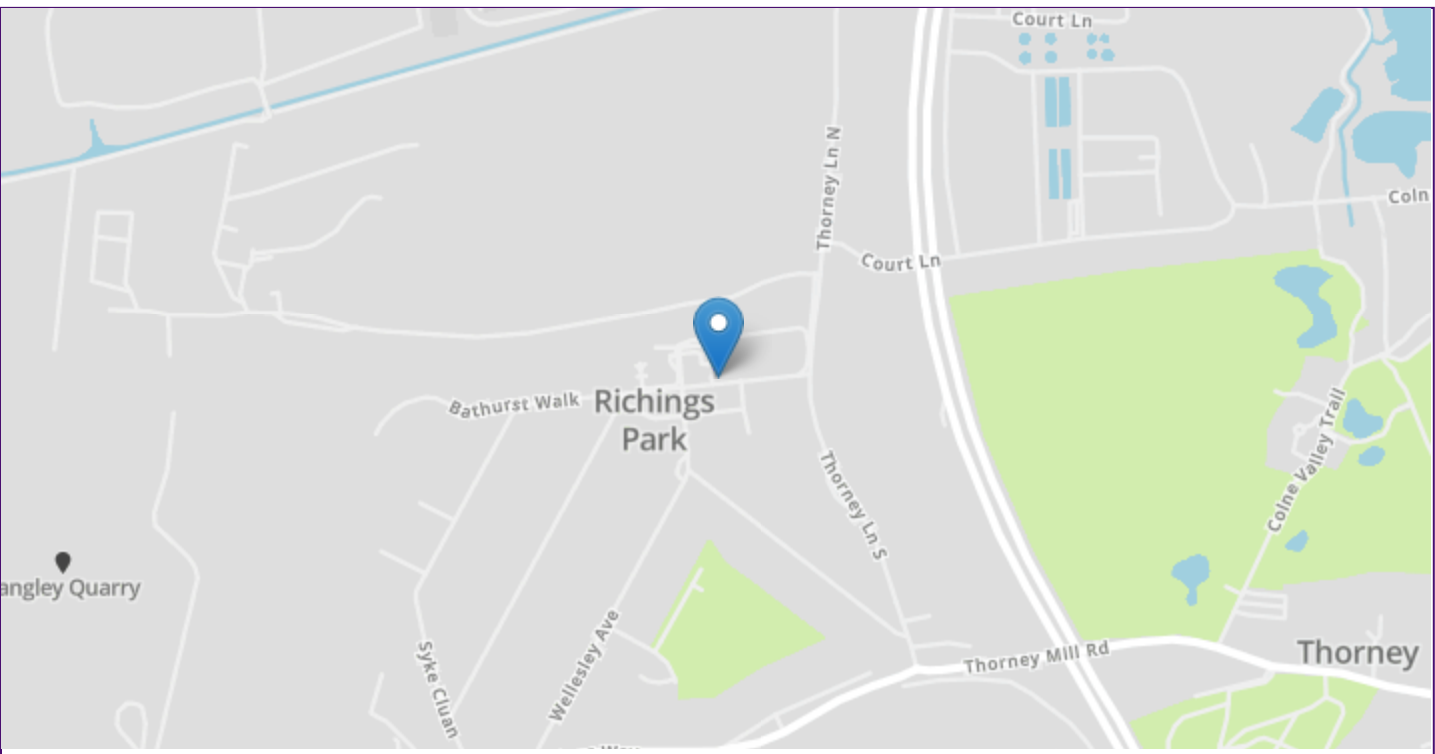 Court Ln
Thorney Ln N
Coln
Court Ln
Bathurst Walk
Richings
Park
Colne Valley Trail
Thorney Ln S
angley Quarry
Wellesley Ave
Syke Cluan
Thorney Mill Rd
Thorney